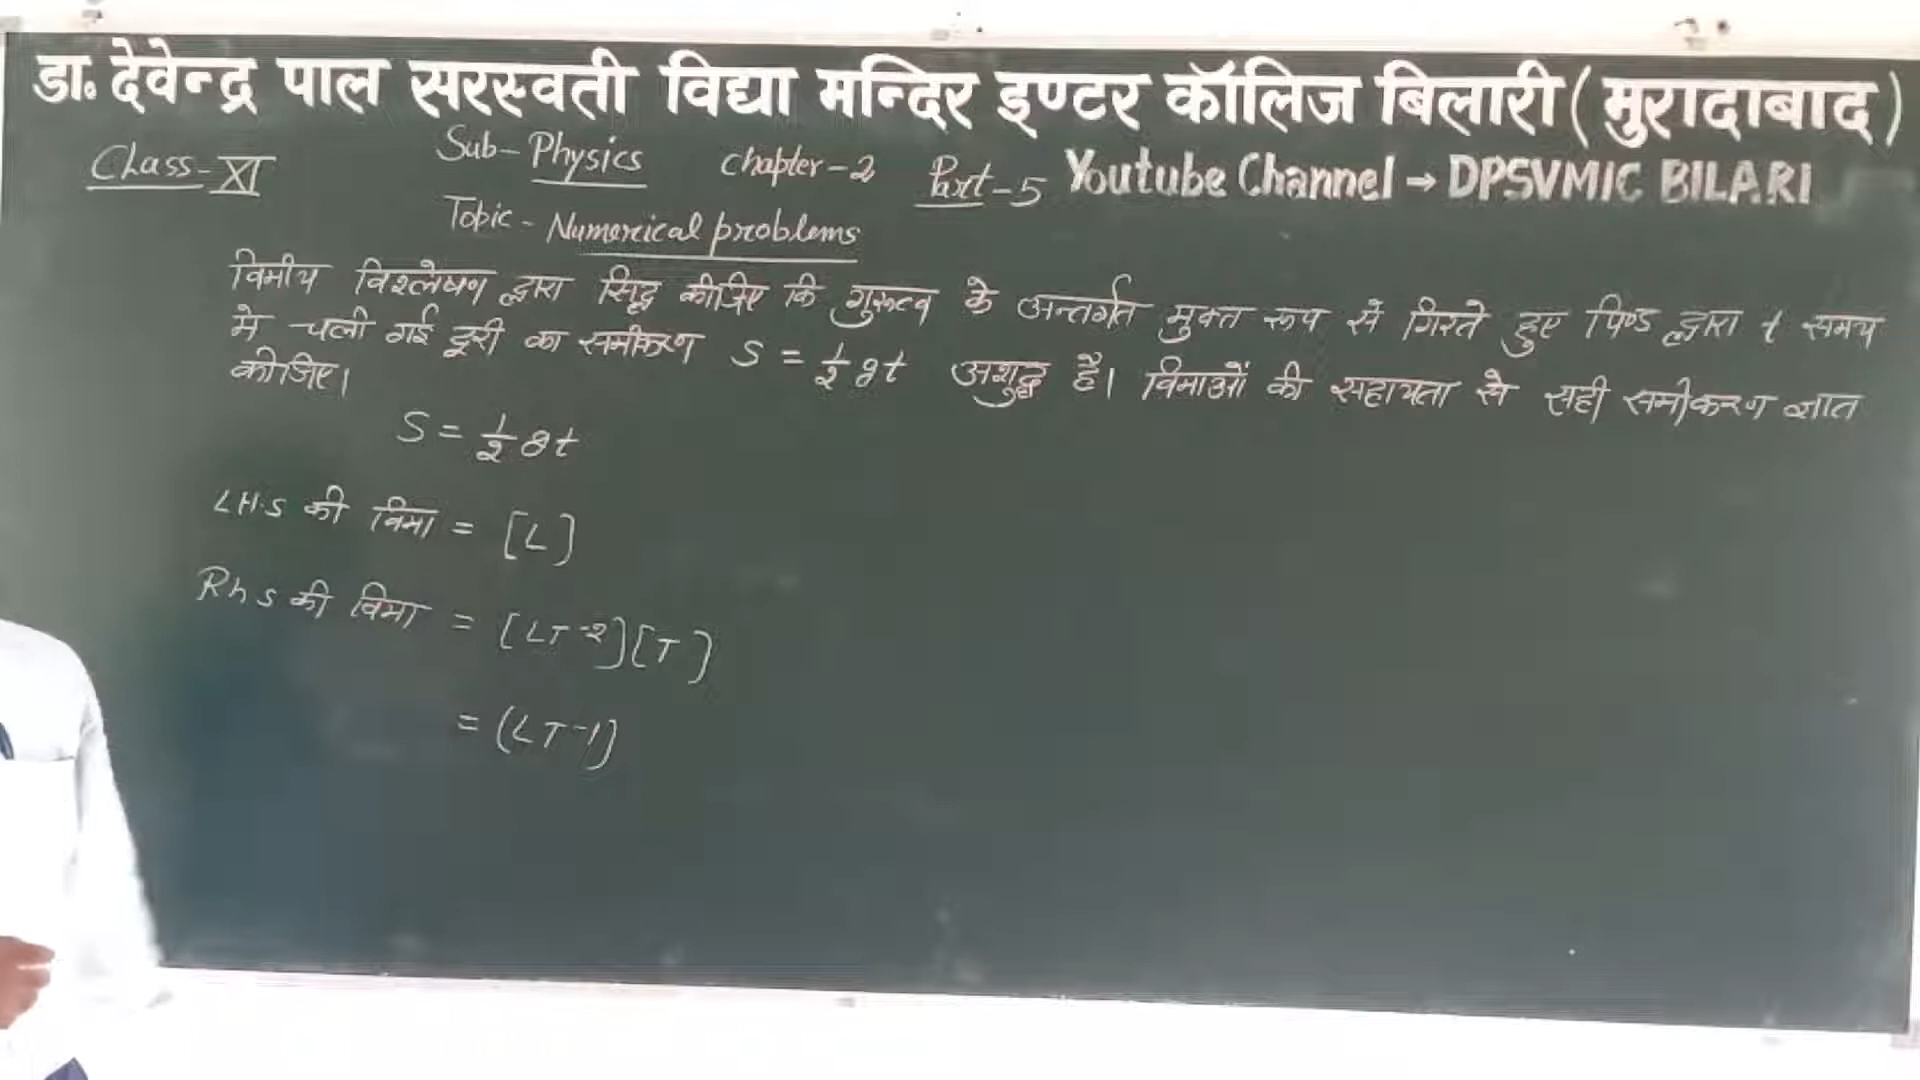 डा. देवेन्द्र पाल सरस्वती विद्या मन्दिर इण्टर कॉलिज बिलारी (मुरादाबाद)
Class-XI Sub-Physics Chapter-2 Part-5 Youtube Channel → DPSVMIC BILARI
Topic - Numerical problems
विमीय विश्लेषण द्वारा सिद्ध कीजिए कि गुरुत्व के अन्तर्गत मुक्त रूप से गिरते हुए पिण्ड द्वारा t समय
में चली गई दूरी का समीकरण S = 1/2 gt अशुद्ध है। विमाओं की सहायता से सही समीकरण ज्ञात
कीजिए।
S = 1/2 gt
LH.S की विमा = [L]
Rhs की विमा = [LT⁻²][T]
= (LT⁻¹]